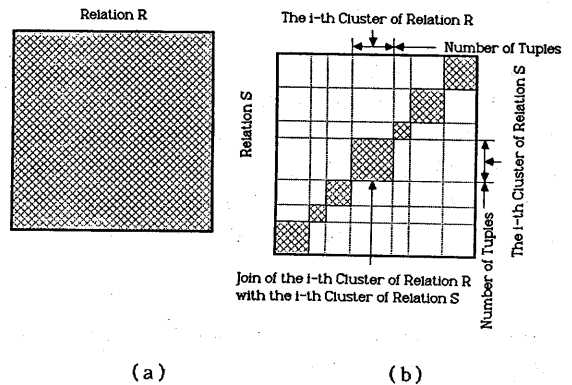 Relation R
The i-th Cluster of Relation R
Number of Tuples
Relation S
The i-th Cluster of Relation S
Number of Tuples
Join of the i-th Cluster of Relation R
with the i-th Cluster of Relation S
(a)
(b)